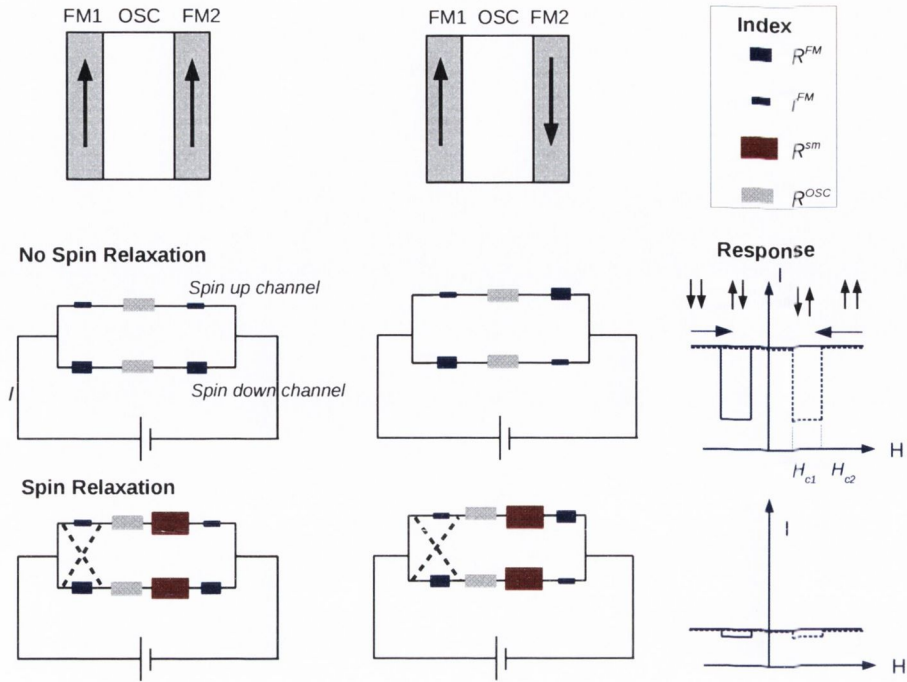 FM1 OSC FM2
FM1 OSC FM2
Index
R^FM
r^FM
R^sm
R^OSC
No Spin Relaxation
Spin up channel
Spin down channel
I
Response
I
H
H_c1 H_c2
Spin Relaxation
I
H